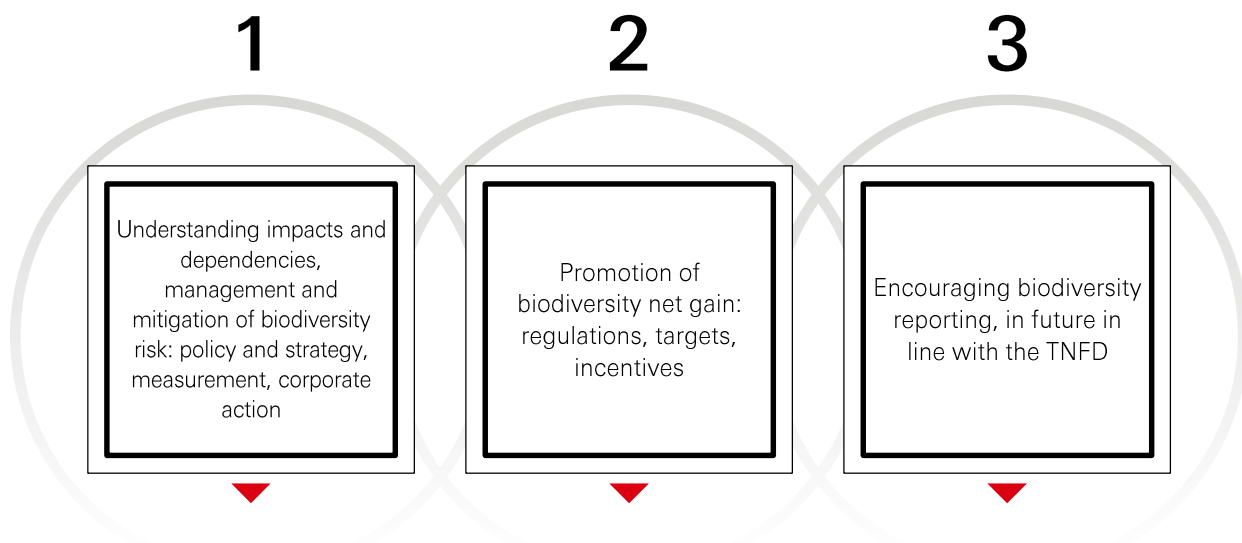 1
Understanding impacts and
dependencies,
management and
mitigation of biodiversity
risk: policy and strategy,
measurement, corporate
action
2
Promotion of
biodiversity net gain:
regulations, targets,
incentives
3
Encouraging biodiversity
reporting, in future in
line with the TNFD